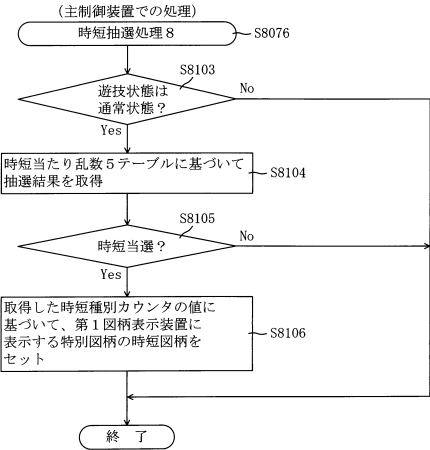 (主制御装置での処理)
時短抽選処理８
S8076
S8103
遊技状態は
通常状態？
No
Yes
時短当たり乱数５テーブルに基づいて
抽選結果を取得
S8104
S8105
時短当選？
No
Yes
取得した時短種別カウンタの値に
基づいて、第１図柄表示装置に
表示する特別図柄の時短図柄を
セット
S8106
終　了